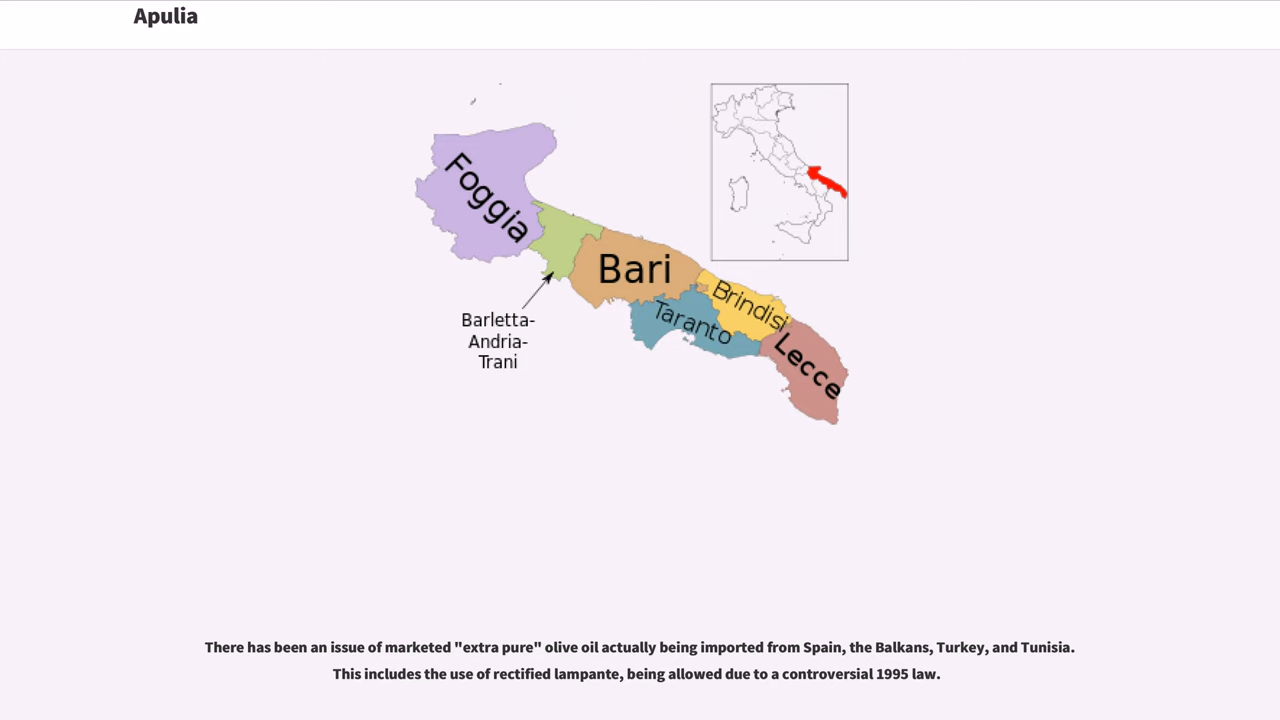 Apulia
Foggia
Bari
Brindisi
Taranto
Lecce
Barletta-
Andria-
Trani
There has been an issue of marketed "extra pure" olive oil actually being imported from Spain, the Balkans, Turkey, and Tunisia.
This includes the use of rectified lampante, being allowed due to a controversial 1995 law.